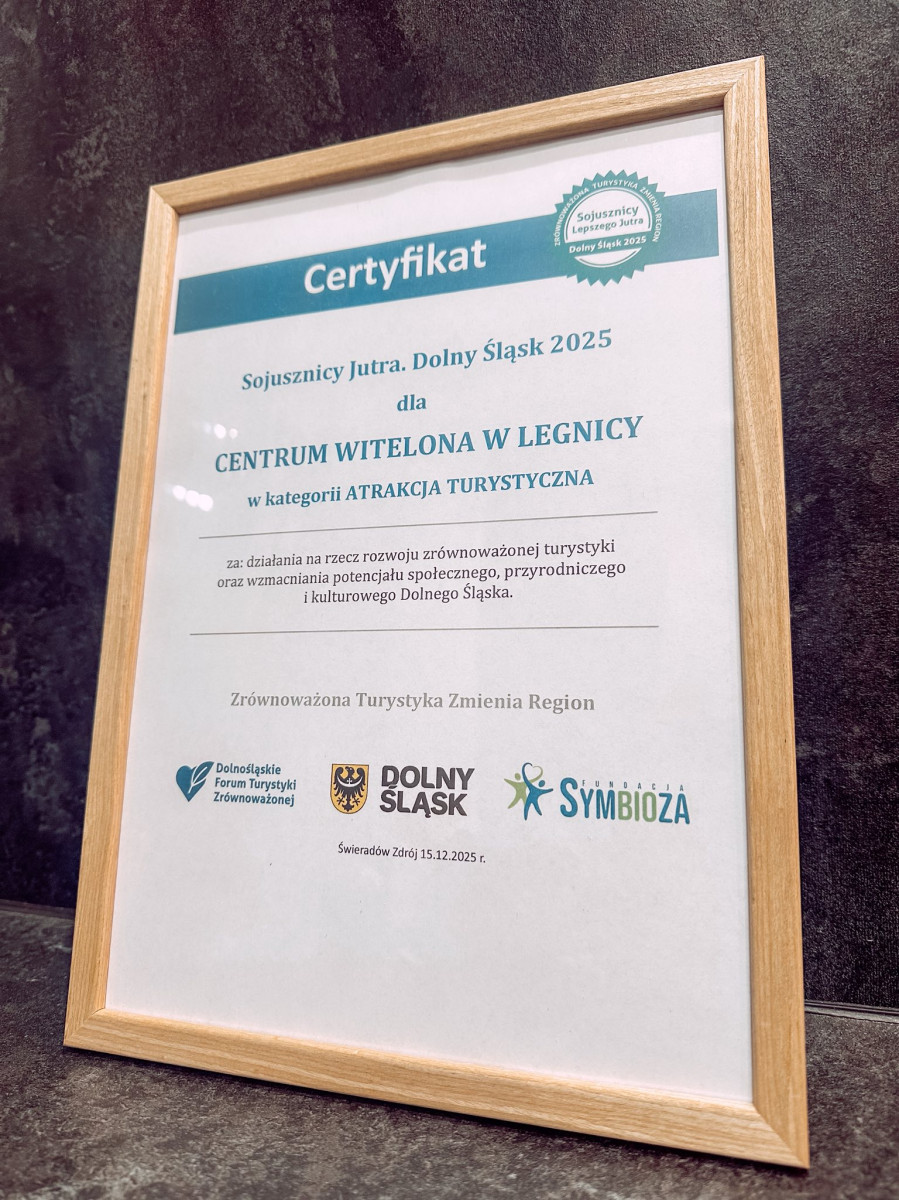 ZRÓWNOWAŻONA TURYSTYKA ZMIENIA REGION
Sojusznicy
Lepszego Jutra
Dolny Śląsk 2025
Certyfikat
Sojusznicy Jutra. Dolny Śląsk 2025
dla
CENTRUM WITELONA W LEGNICY
w kategorii ATRAKCJA TURYSTYCZNA
za: działania na rzecz rozwoju zrównoważonej turystyki
oraz wzmacniania potencjału społecznego, przyrodniczego
i kulturowego Dolnego Śląska.
Zrównoważona Turystyka Zmienia Region
Dolnośląskie
Forum Turystyki
Zrównoważonej
DOLNY
ŚLĄSK
FUNDACJA
SYMBIOZA
Świeradów Zdrój 15.12.2025 r.